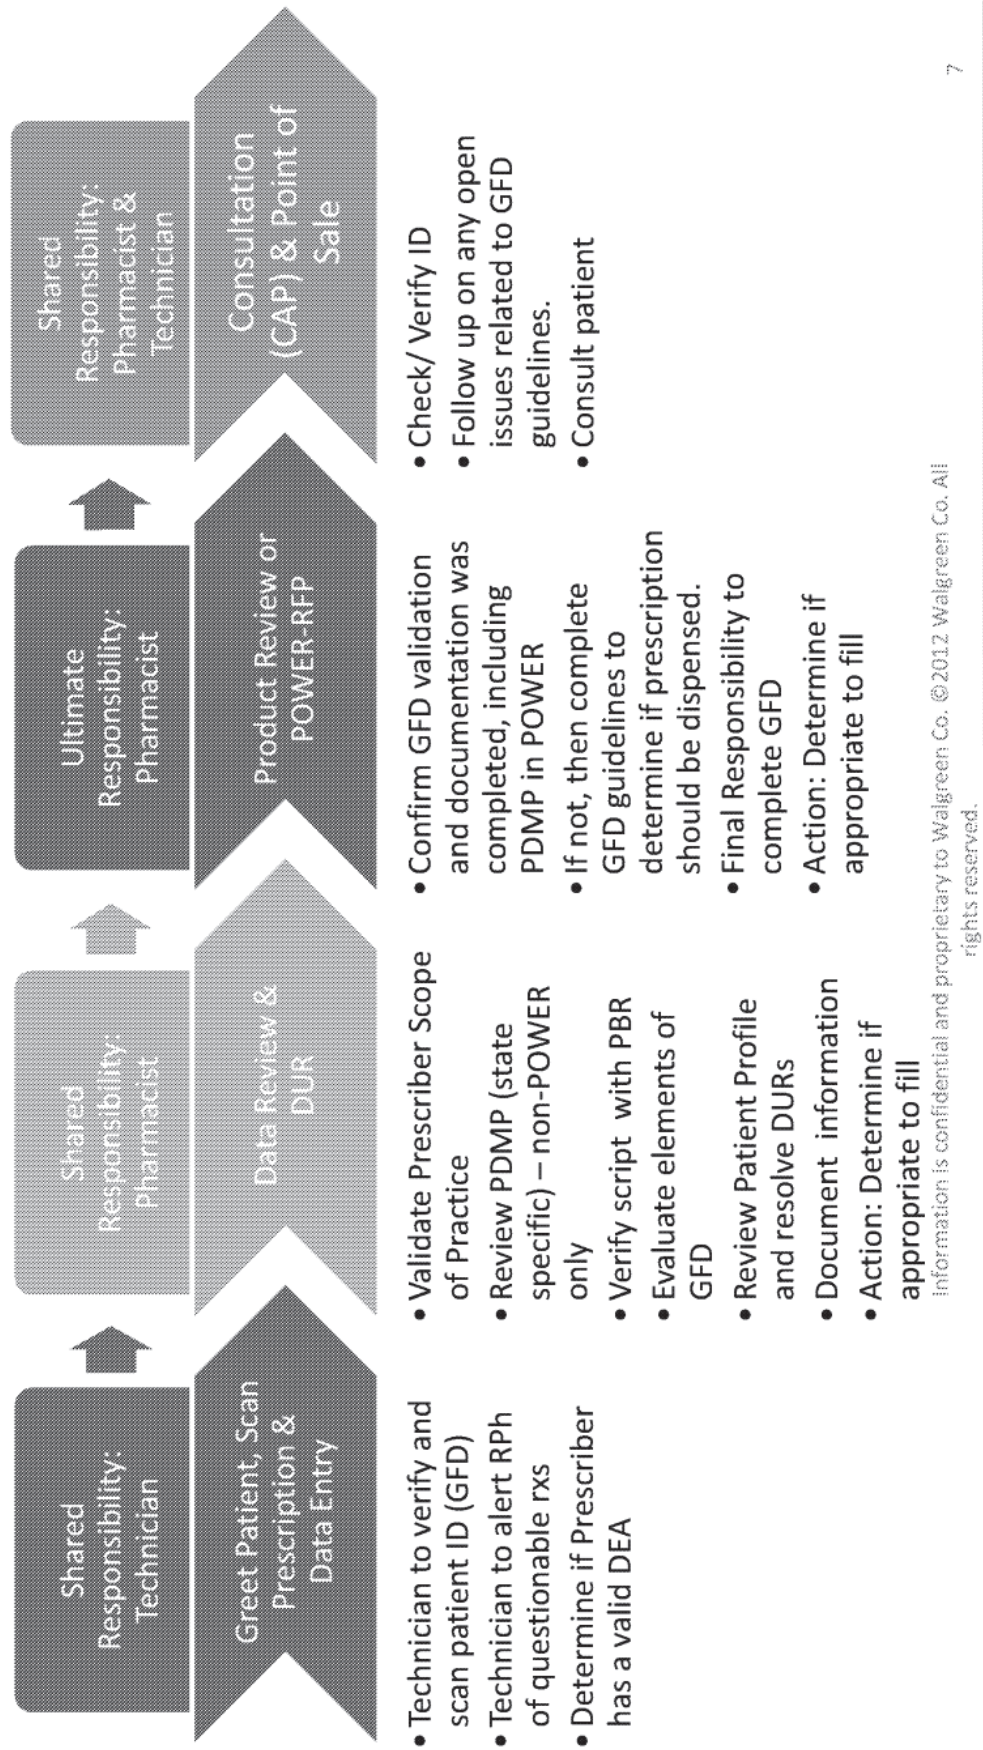 Shared
Responsibility:
Technician
Greet Patient, Scan
Prescription &
Data Entry
• Technician to verify and
scan patient ID (GFD)
• Technician to alert RPh
of questionable rxs
• Determine if Prescriber
has a valid DEA
Shared
Responsibility:
Pharmacist
Data Review &
DUR
• Validate Prescriber Scope
of Practice
• Review PDMP (state
specific) – non-POWER
only
• Verify script with PBR
• Evaluate elements of
GFD
• Review Patient Profile
and resolve DURs
• Document information
• Action: Determine if
appropriate to fill
Ultimate
Responsibility:
Pharmacist
Product Review or
POWER-RFP
• Confirm GFD validation
and documentation was
completed, including
PDMP in POWER
• If not, then complete
GFD guidelines to
determine if prescription
should be dispensed.
• Final Responsibility to
complete GFD
• Action: Determine if
appropriate to fill
Shared
Responsibility:
Pharmacist &
Technician
Consultation
(CAP) & Point of
Sale
• Check/ Verify ID
• Follow up on any open
issues related to GFD
guidelines.
• Consult patient
Information is confidential and proprietary to Walgreen Co. ©2012 Walgreen Co. All
rights reserved.
7